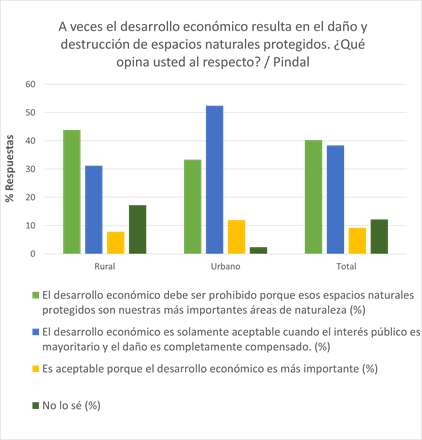 A veces el desarrollo económico resulta en el daño y
destrucción de espacios naturales protegidos. ¿Qué
opina usted al respecto? / Pindal
% Respuestas
60
50
40
30
20
10
0
Rural Urbano Total
El desarrollo económico debe ser prohibido porque esos espacios naturales
protegidos son nuestras más importantes áreas de naturaleza (%)
El desarrollo económico es solamente aceptable cuando el interés público es
mayoritario y el daño es completamente compensado. (%)
Es aceptable porque el desarrollo económico es más importante (%)
No lo sé (%)